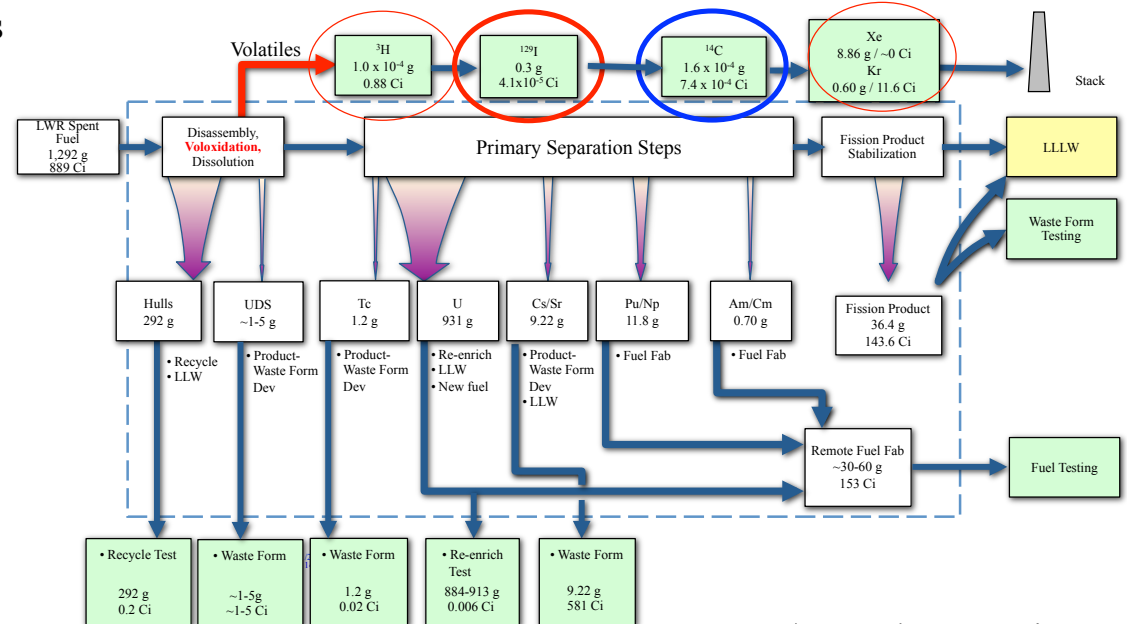 s
Volatiles
³H
1.0 x 10⁻⁴ g
0.88 Ci
¹²⁹I
0.3 g
4.1x10⁻⁵ Ci
¹⁴C
1.6 x 10⁻⁴ g
7.4 x 10⁻⁴ Ci
Xe
8.86 g / ~0 Ci
Kr
0.60 g / 11.6 Ci
Stack
LWR Spent
Fuel
1,292 g
889 Ci
Disassembly,
Voloxidation,
Dissolution
Primary Separation Steps
Fission Product
Stabilization
LLLW
Waste Form
Testing
Hulls
292 g
UDS
~1-5 g
Tc
1.2 g
U
931 g
Cs/Sr
9.22 g
Pu/Np
11.8 g
Am/Cm
0.70 g
Fission Product
36.4 g
143.6 Ci
• Recycle
• LLW
• Product-
Waste Form
Dev
• Product-
Waste Form
Dev
• Re-enrich
• LLW
• New fuel
• Product-
Waste Form
Dev
• LLW
• Fuel Fab
• Fuel Fab
Remote Fuel Fab
~30-60 g
153 Ci
Fuel Testing
• Recycle Test
292 g
0.2 Ci
• Waste Form
~1-5g
~1-5 Ci
• Waste Form
1.2 g
0.02 Ci
• Re-enrich
Test
884-913 g
0.006 Ci
• Waste Form
9.22 g
581 Ci